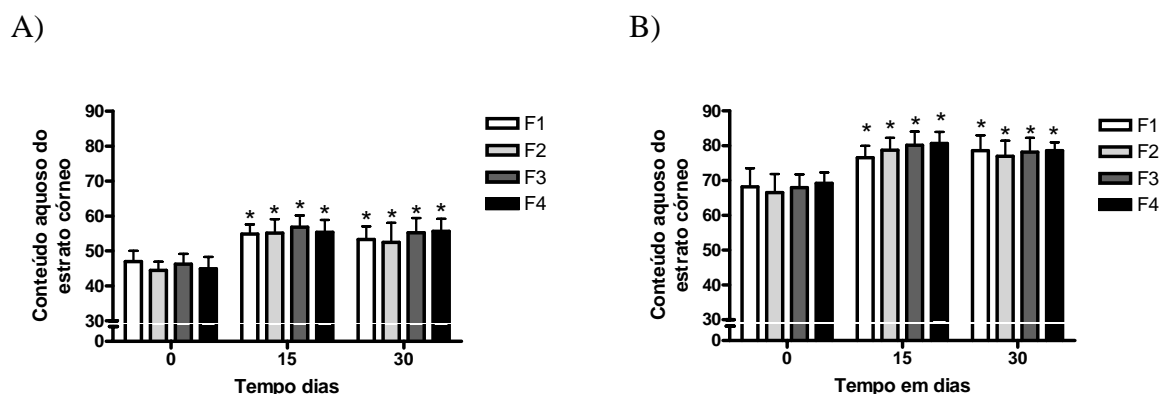 A)
Conteúdo aquoso do
estrato córneo
90
80
70
60
50
40
30
0
* * * * * * * *
0 15 30
Tempo dias
F1
F2
F3
F4
B)
Conteúdo aquoso do
estrato córneo
90
80
70
60
50
40
30
0
* * * * * * * *
0 15 30
Tempo em dias
F1
F2
F3
F4